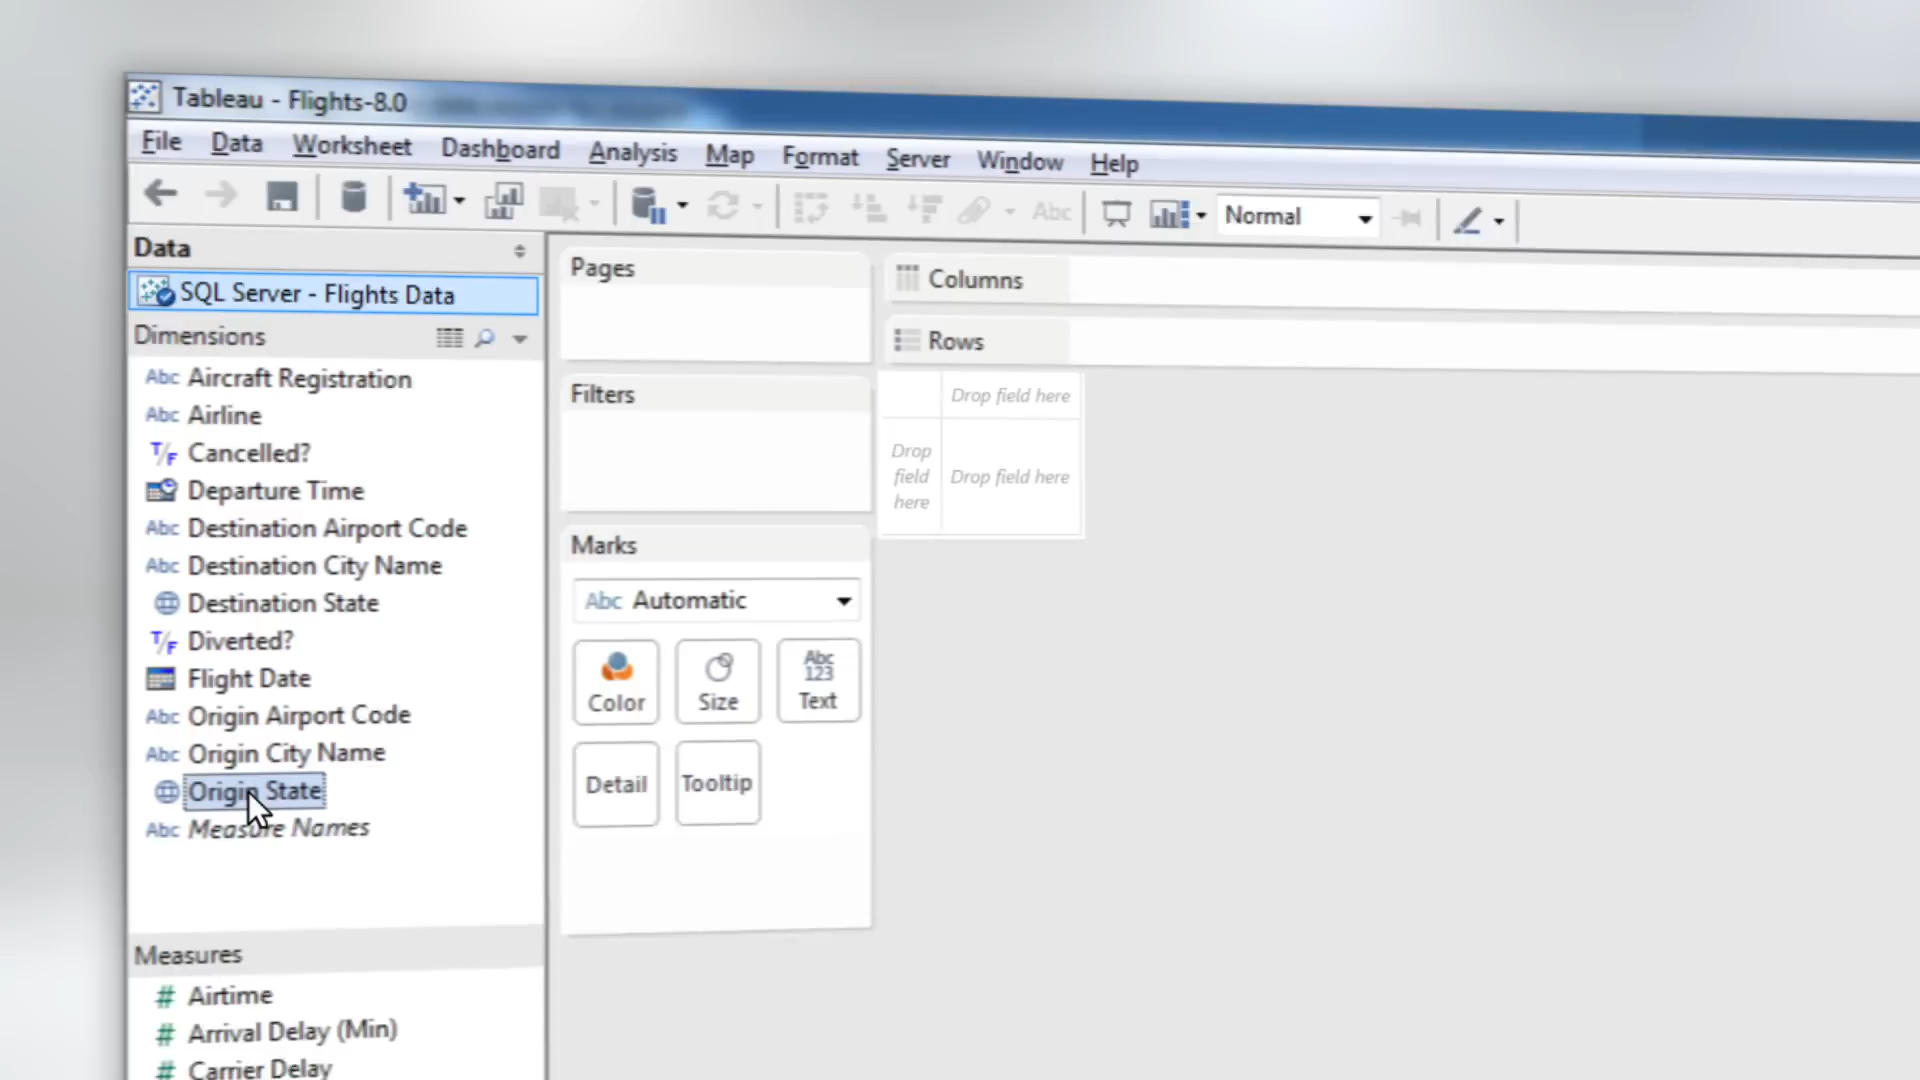 Tableau - Flights-8.0
File Data Worksheet Dashboard Analysis Map Format Server Window Help
Abc Normal
Data
SQL Server - Flights Data
Dimensions
Abc Aircraft Registration
Abc Airline
T/F Cancelled?
Departure Time
Abc Destination Airport Code
Abc Destination City Name
Destination State
T/F Diverted?
Flight Date
Abc Origin Airport Code
Abc Origin City Name
Origin State
Abc Measure Names
Measures
# Airtime
# Arrival Delay (Min)
# Carrier Delay
Pages
Filters
Marks
Abc Automatic
Color
Size
Abc
123
Text
Detail
Tooltip
Columns
Rows
Drop field here
Drop
field
here
Drop field here